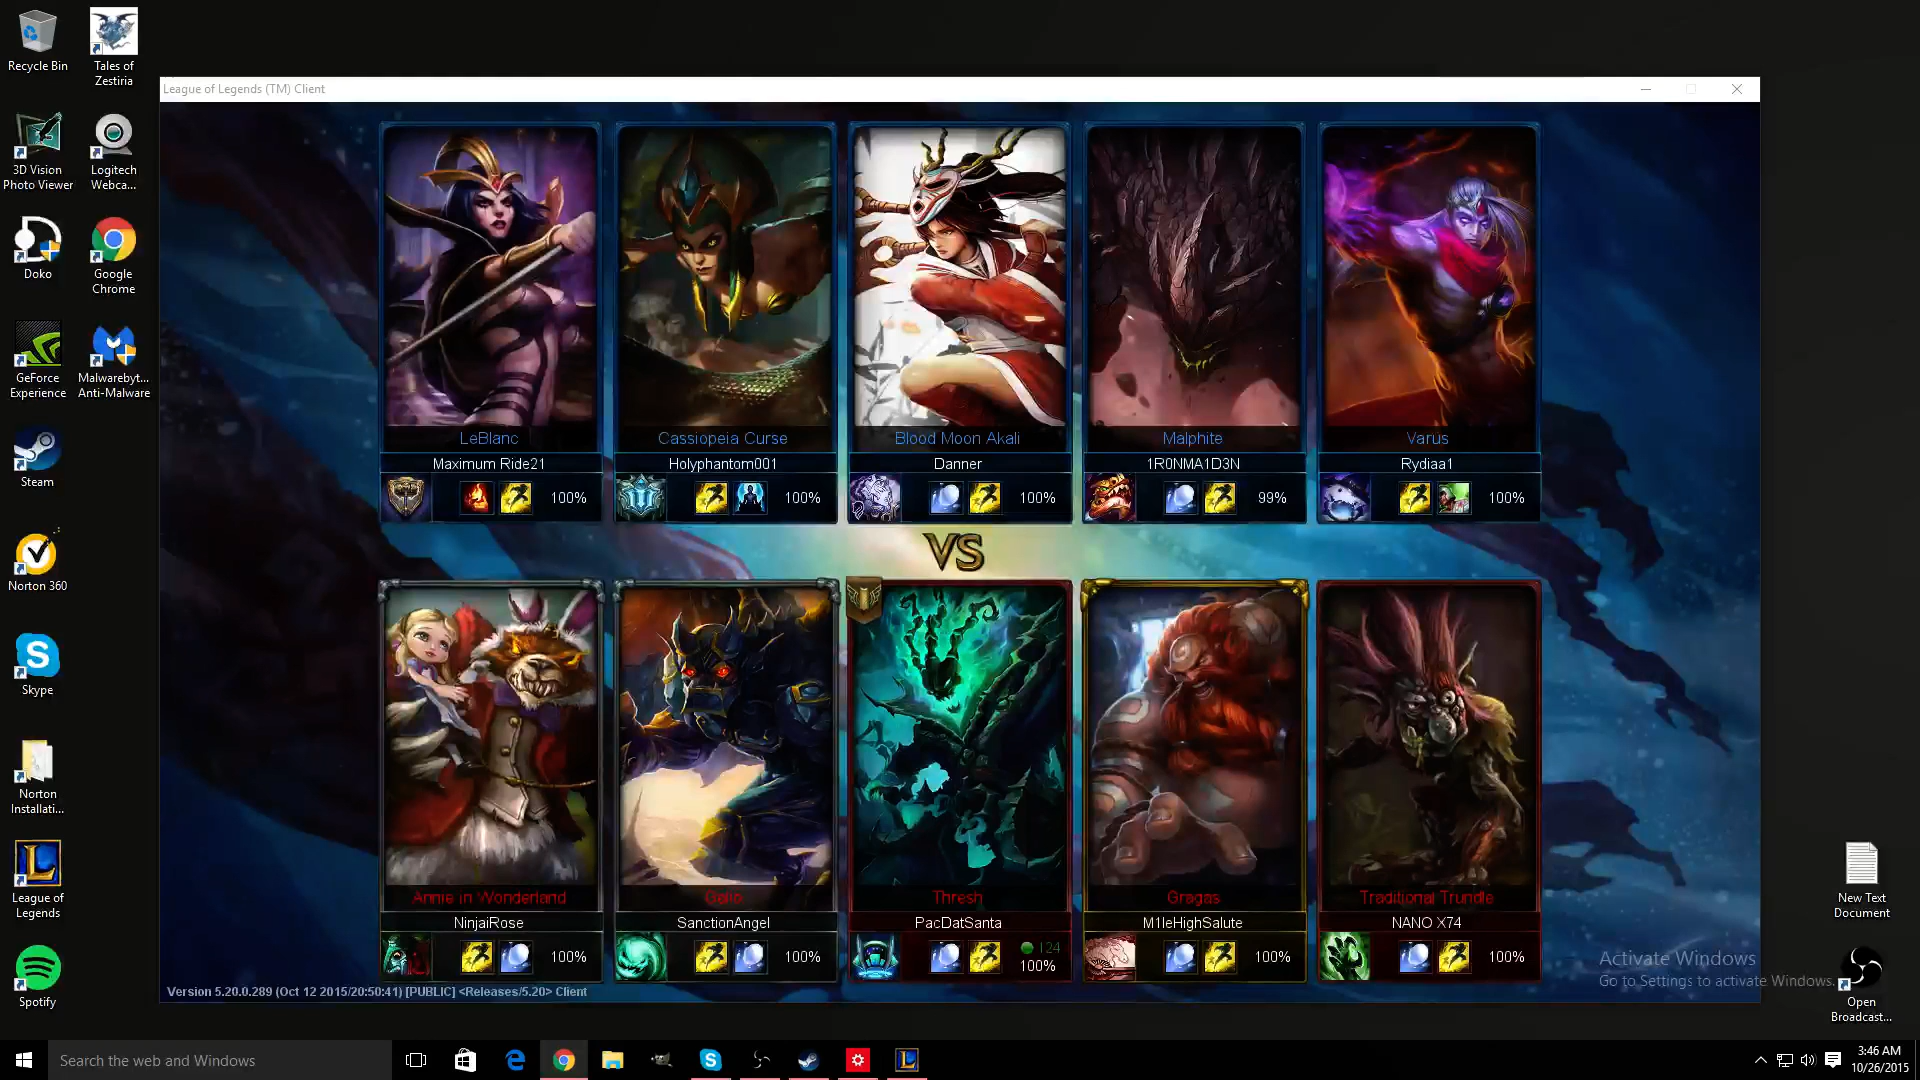 Recycle Bin
Tales of
Zestiria
3D Vision
Photo Viewer
Logitech
Webca...
Doko
Google
Chrome
GeForce
Experience
Malwarebyt...
Anti-Malware
Steam
Norton 360
Skype
Norton
Installati...
League of
Legends
Spotify
League of Legends (TM) Client
LeBlanc
Cassiopeia Curse
Blood Moon Akali
Malphite
Varus
Maximum Ride21
Holyphantom001
Danner
1R0NMA1D3N
Rydiaa1
100%
100%
100%
99%
100%
VS
Annie in Wonderland
Galio
Thresh
Gragas
Traditional Trundle
NinjaiRose
SanctionAngel
PacDatSanta
M1leHighSalute
NANO X74
124
100%
100%
100%
100%
100%
Version 5.20.0.289 (Oct 12 2015/20:50:41) [PUBLIC] <Releases/5.20> Client
Activate Windows
Go to Settings to activate Windows.
New Text
Document
Open
Broadcast...
Search the web and Windows
3:46 AM
10/26/2015